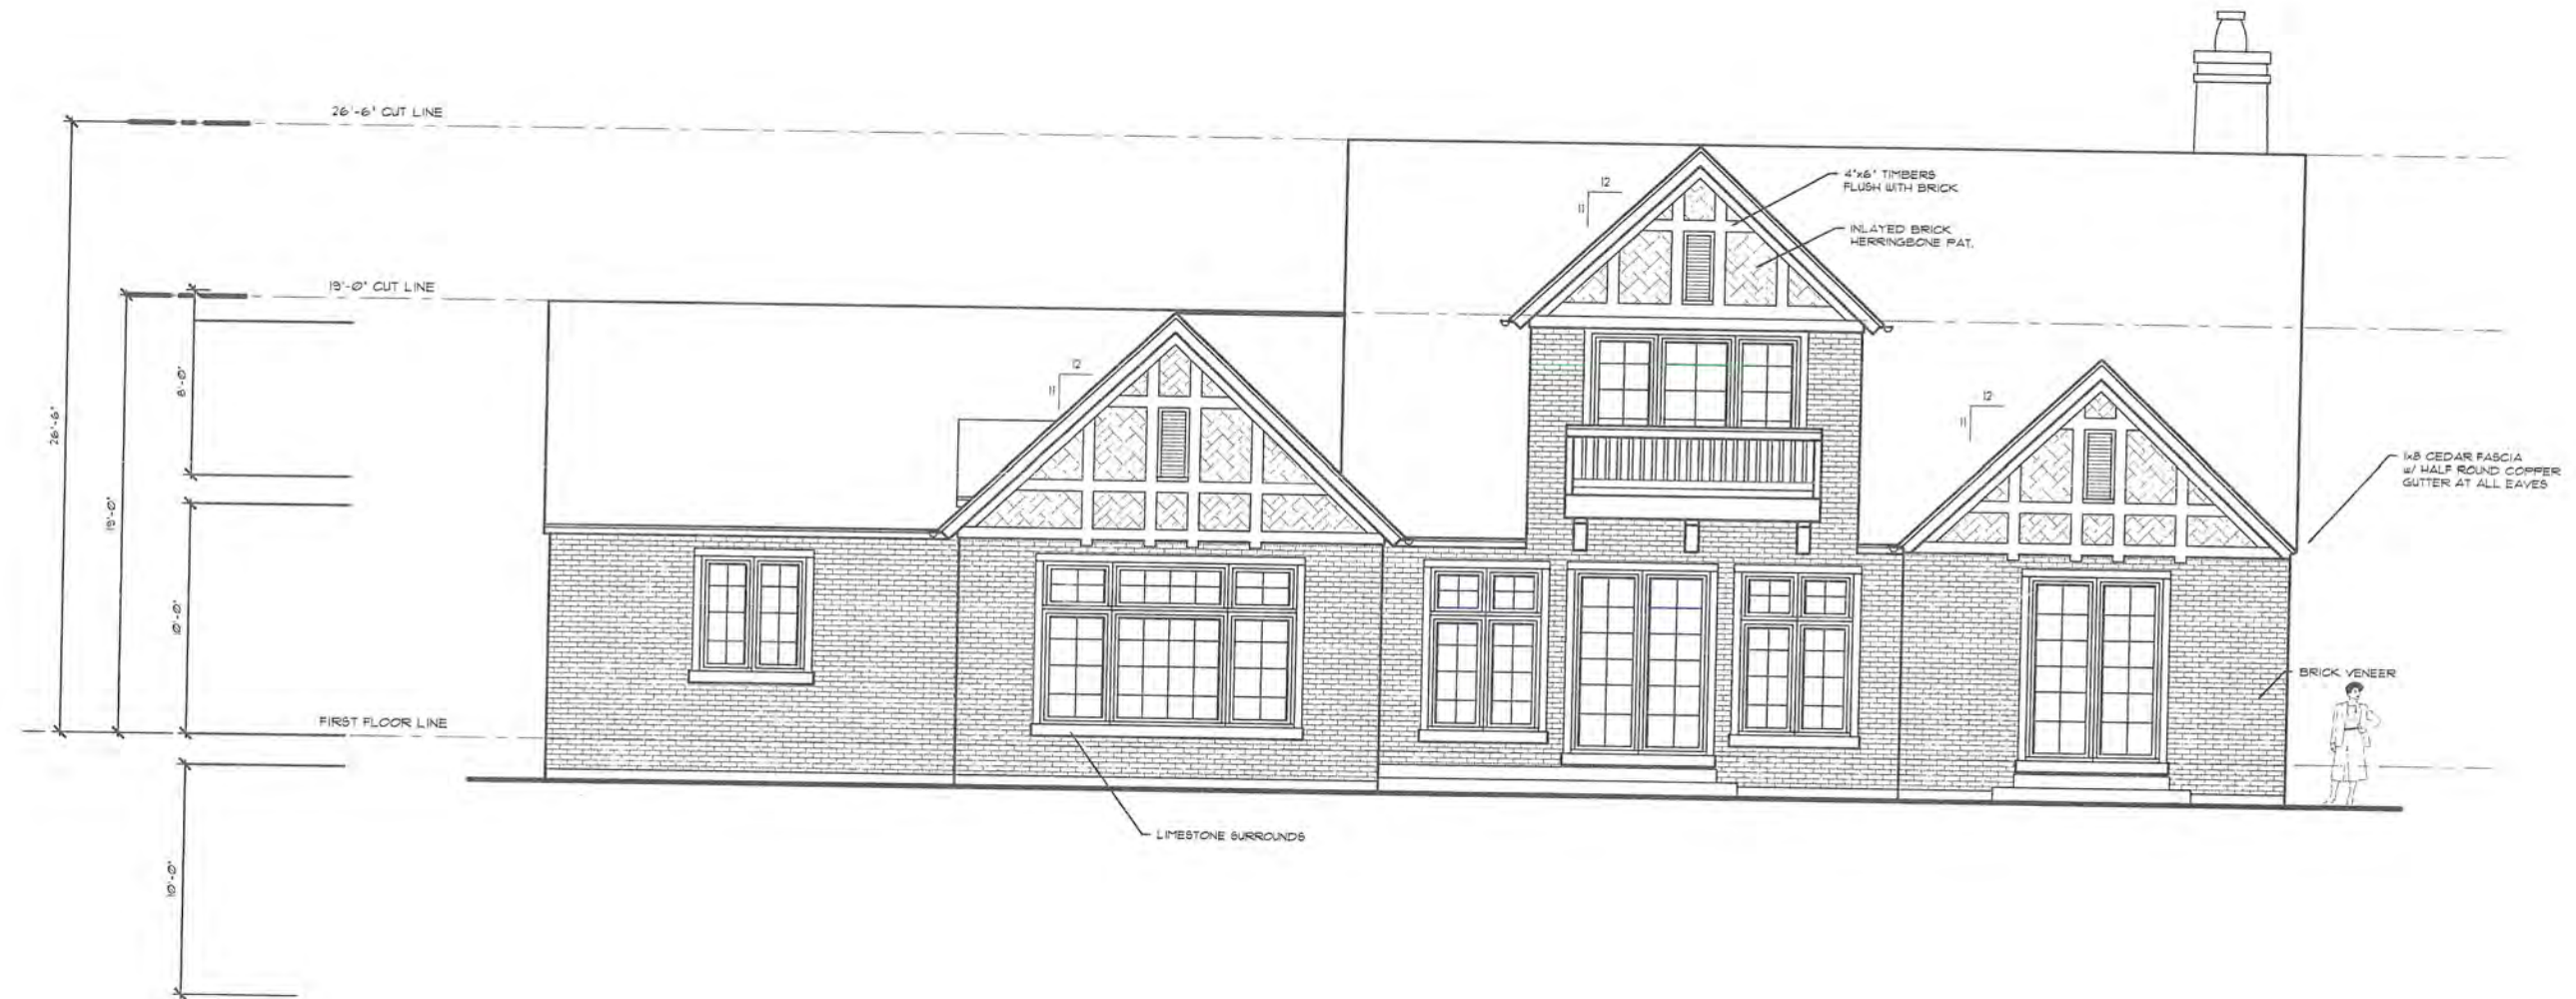 26'-6" CUT LINE
12
11
4"x6" TIMBERS
FLUSH WITH BRICK
INLAYED BRICK
HERRINGBONE PAT.
19'-0" CUT LINE
12
11
12
11
8'-0"
26'-6"
19'-0"
1x8 CEDAR FASCIA
w/ HALF ROUND COPPER
GUTTER AT ALL EAVES
10'-0"
BRICK VENEER
FIRST FLOOR LINE
LIMESTONE SURROUNDS
10'-0"